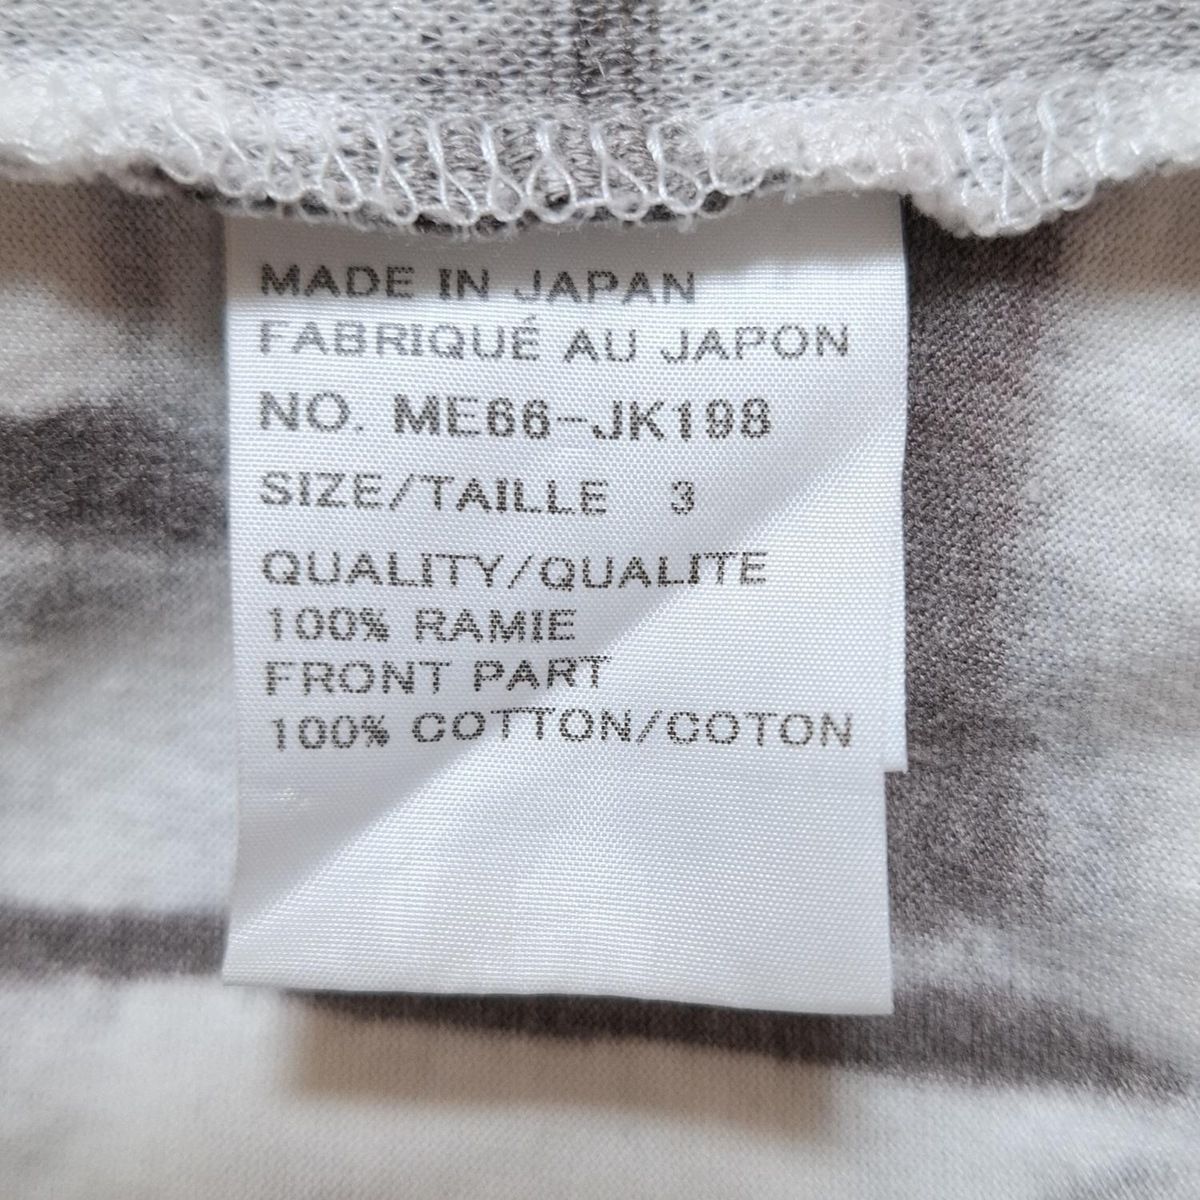 MADE IN JAPAN
FABRIQUÉ AU JAPON
NO. ME66-JK198
SIZE/TAILLE 3
QUALITY/QUALITE
100% RAMIE
FRONT PART
100% COTTON/COTON